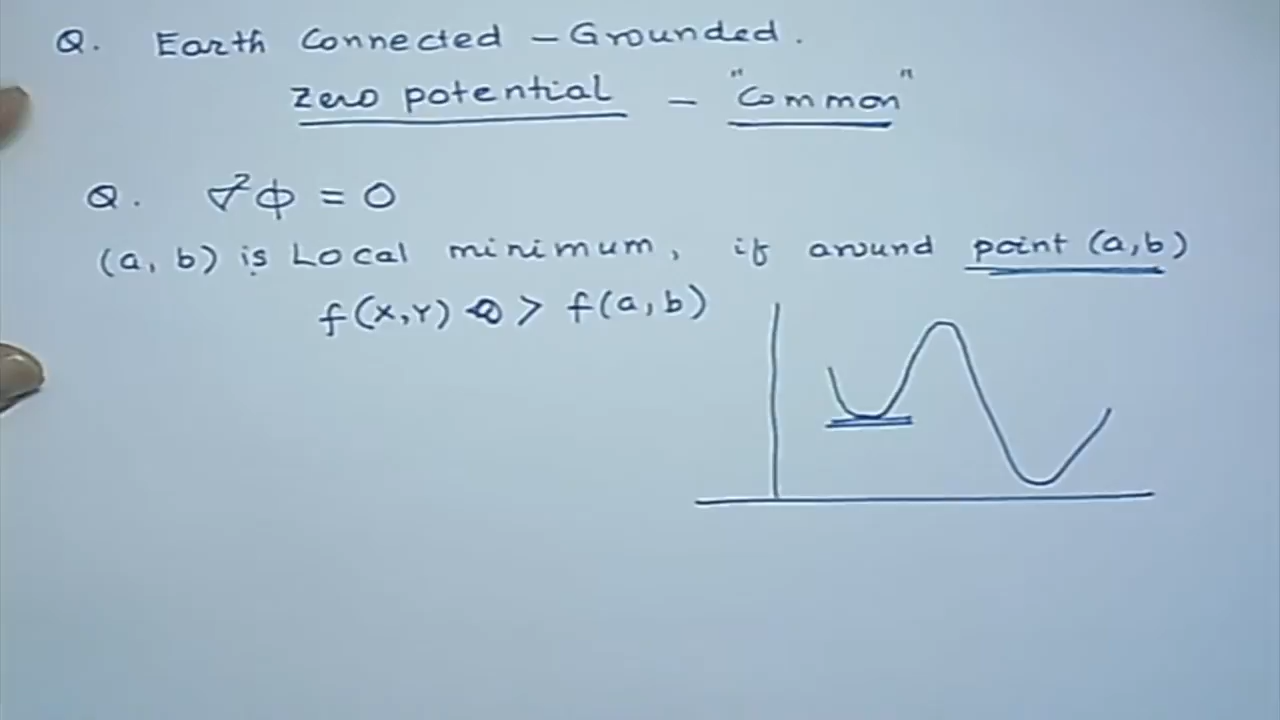 Q. Earth Connected – Grounded.
Zero potential – "Common"
Q. ∇²ϕ = 0
(a, b) is Local minimum, if around point (a,b)
f(x,y) > f(a,b)